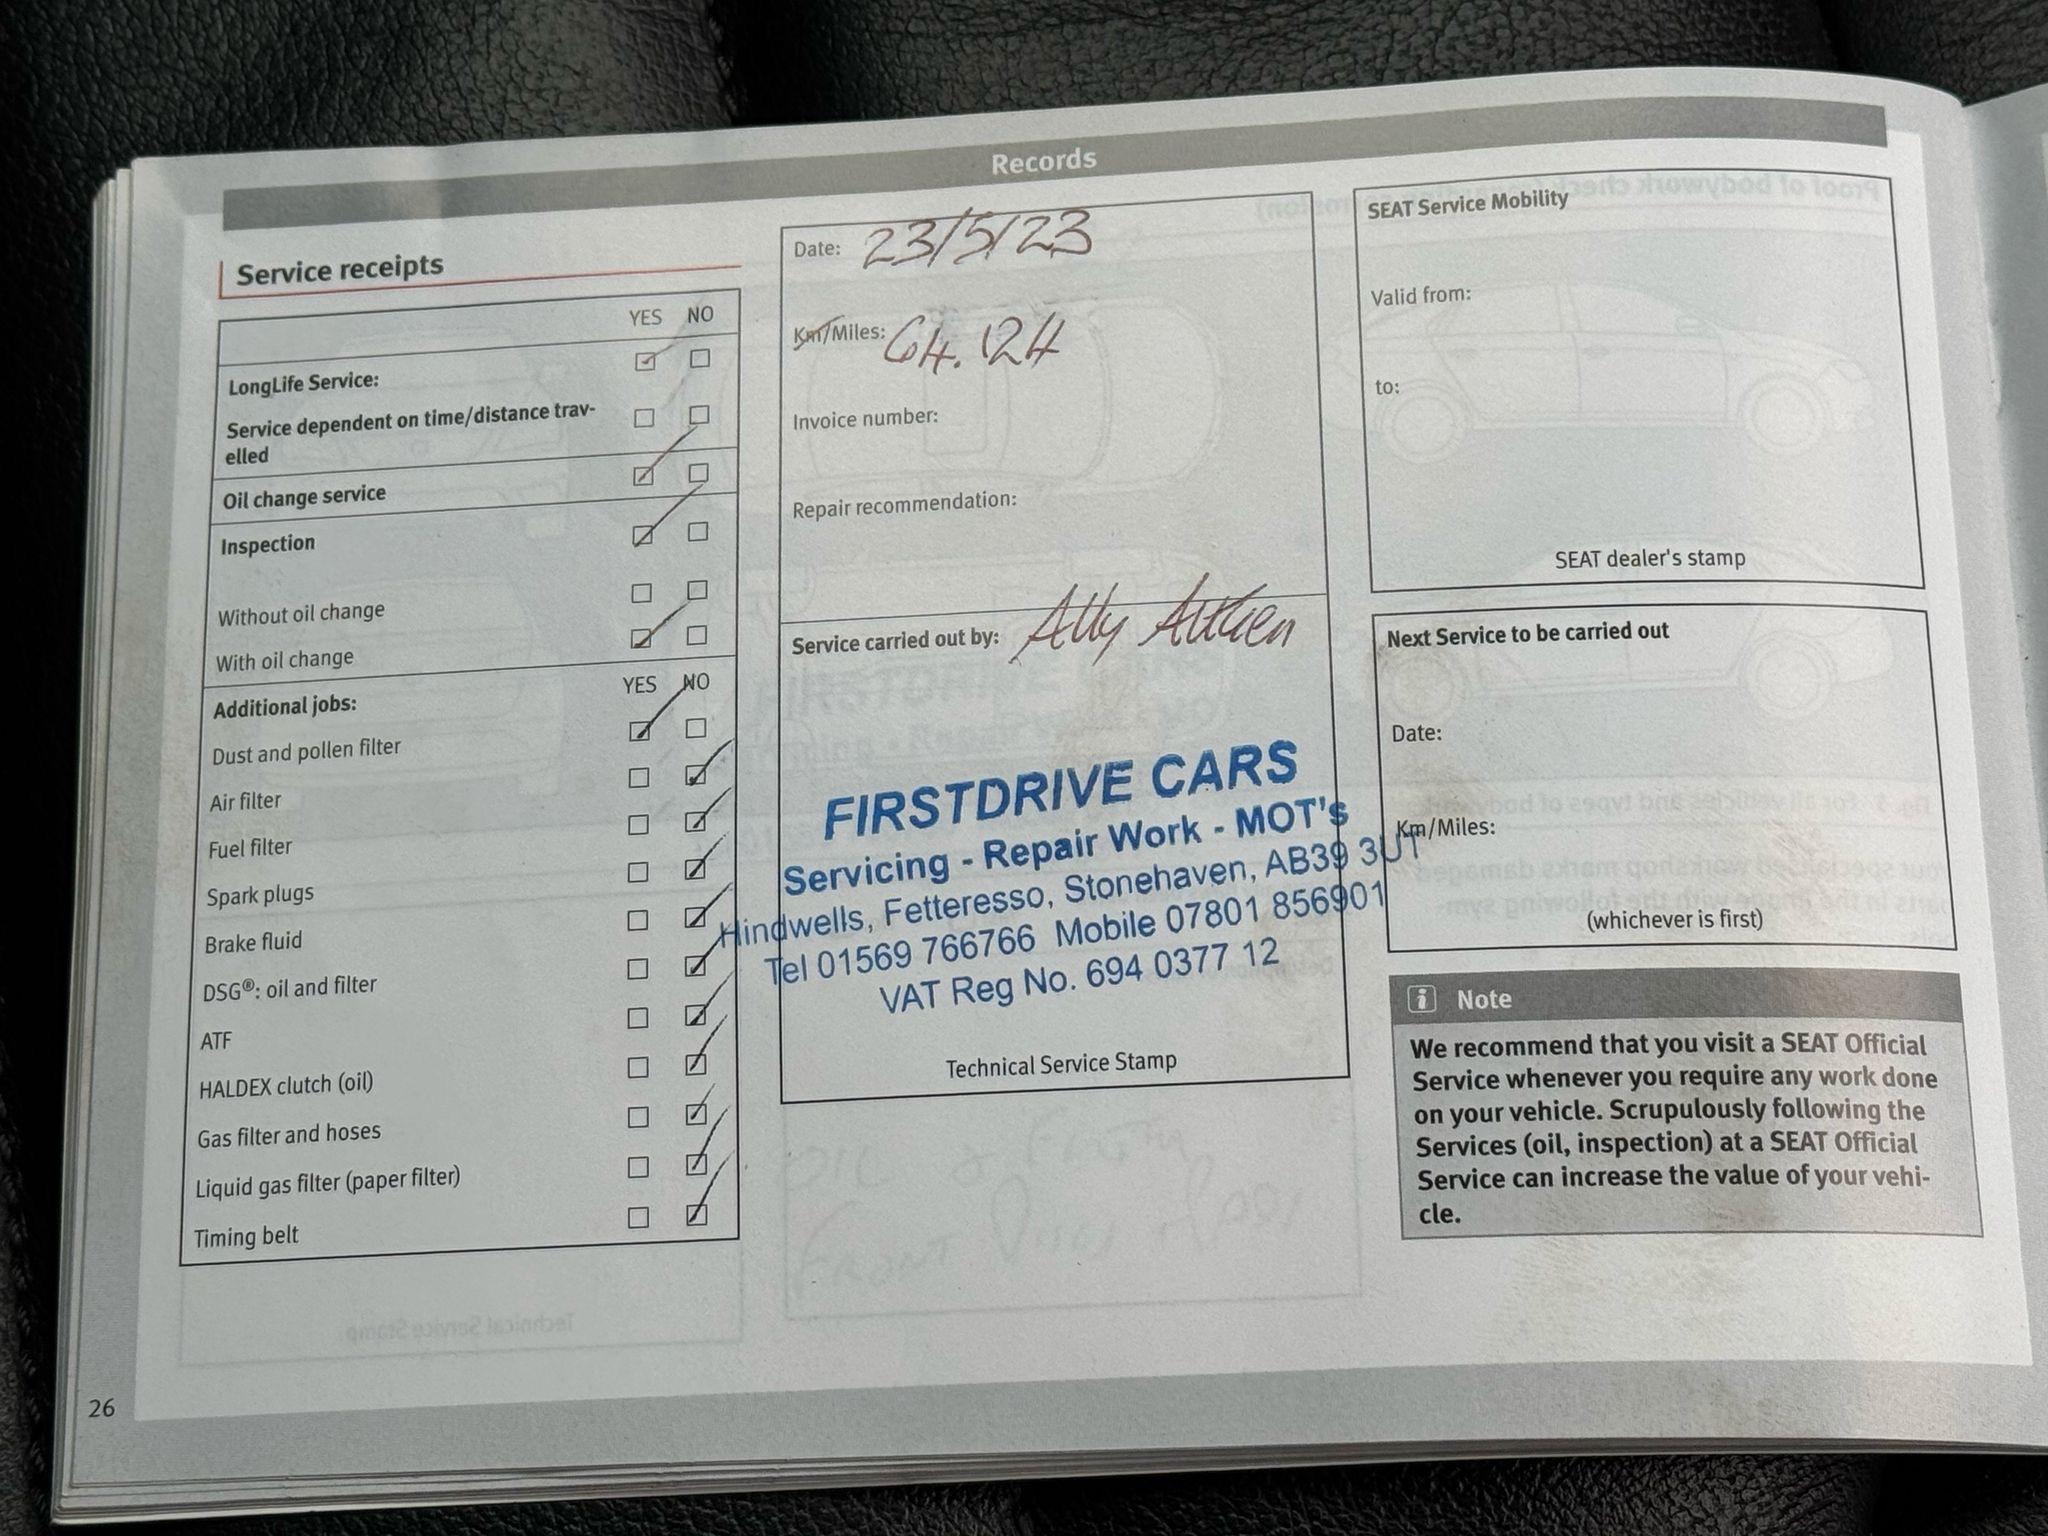 Records
Service receipts
YES NO
LongLife Service:
Service dependent on time/distance trav-
elled
Oil change service
Inspection
Without oil change
With oil change
Additional jobs:
YES NO
Dust and pollen filter
Air filter
Fuel filter
Spark plugs
Brake fluid
DSG®: oil and filter
ATF
HALDEX clutch (oil)
Gas filter and hoses
Liquid gas filter (paper filter)
Timing belt
Date: 23/5/23
Km/Miles: 64.124
Invoice number:
Repair recommendation:
Service carried out by: Ally Aitken
FIRSTDRIVE CARS
Servicing - Repair Work - MOT's
Hindwells, Fetteresso, Stonehaven, AB39 3UT
Tel 01569 766766 Mobile 07801 856901
VAT Reg No. 694 0377 12
Technical Service Stamp
SEAT Service Mobility
Valid from:
to:
SEAT dealer's stamp
Next Service to be carried out
Date:
Km/Miles:
(whichever is first)
Note
We recommend that you visit a SEAT Official
Service whenever you require any work done
on your vehicle. Scrupulously following the
Services (oil, inspection) at a SEAT Official
Service can increase the value of your vehi-
cle.
26